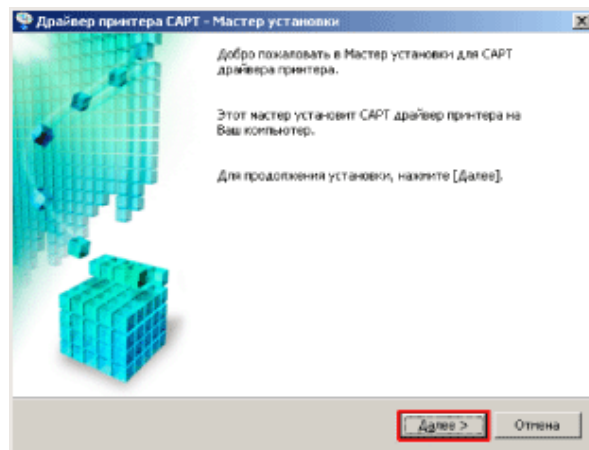 Драйвер принтера CAPT - Мастер установки
Добро пожаловать в Мастер установки для CAPT
драйвера принтера.
Этот мастер установит CAPT драйвер принтера на
Ваш компьютер.
Для продолжения установки, нажмите [Далее].
Далее >
Отмена